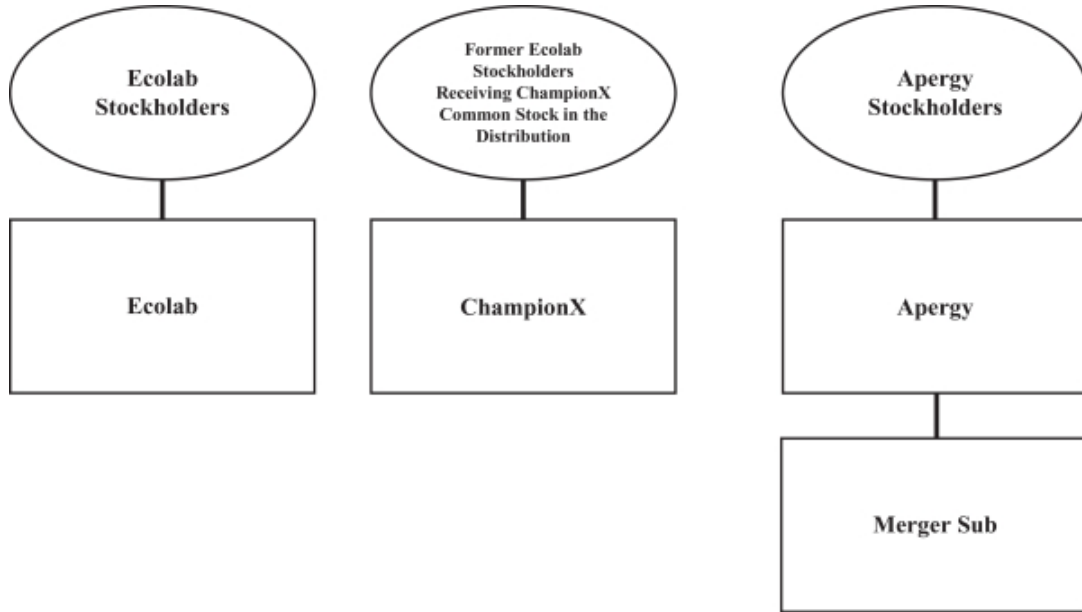 Ecolab
Stockholders
Former Ecolab
Stockholders
Receiving ChampionX
Common Stock in the
Distribution
Apergy
Stockholders
Ecolab
ChampionX
Apergy
Merger Sub